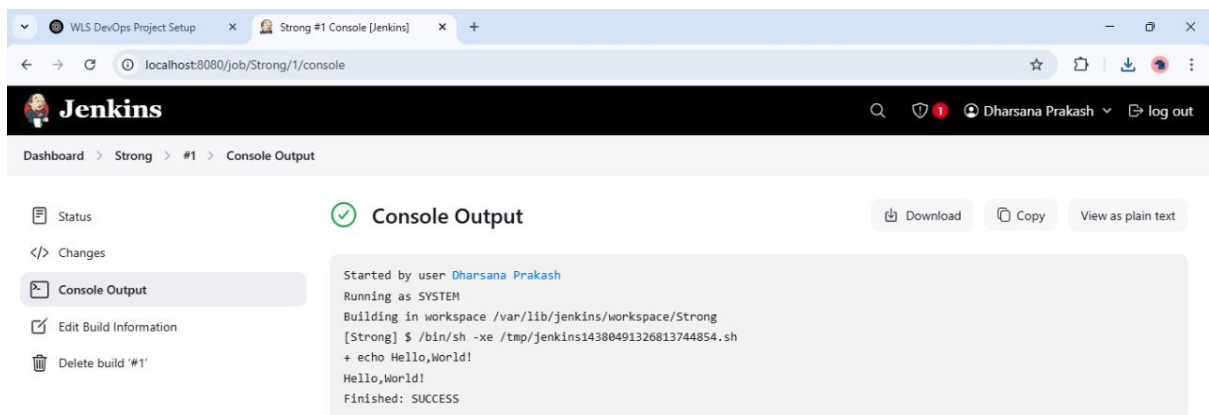 WLS DevOps Project Setup
Strong #1 Console [Jenkins]
localhost:8080/job/Strong/1/console
Jenkins
1
Dharsana Prakash
log out
Dashboard > Strong > #1 > Console Output
Status
Changes
Console Output
Edit Build Information
Delete build '#1'
Console Output
Download
Copy
View as plain text
Started by user Dharsana Prakash
Running as SYSTEM
Building in workspace /var/lib/jenkins/workspace/Strong
[Strong] $ /bin/sh -xe /tmp/jenkins14380491326813744854.sh
+ echo Hello,World!
Hello,World!
Finished: SUCCESS